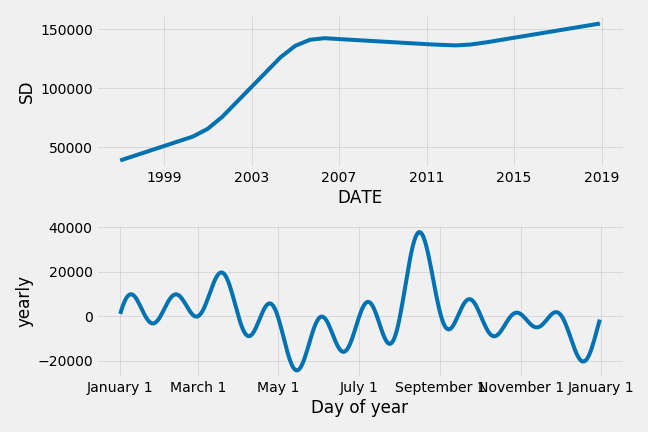 150000
100000
50000
SD
1999 2003 2007 2011 2015 2019
DATE
40000
20000
0
−20000
yearly
January 1 March 1 May 1 July 1 September 1 November 1 January 1
Day of year